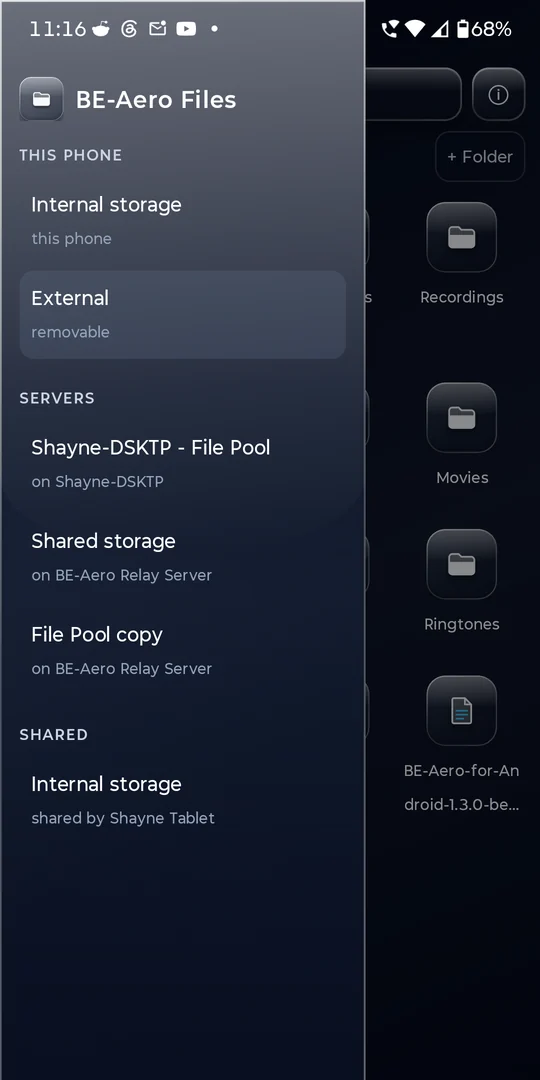 11:16
68%
BE-Aero Files
THIS PHONE
+ Folder
Internal storage
this phone
External
removable
s
Recordings
SERVERS
Shayne-DSKTP - File Pool
on Shayne-DSKTP
Movies
Shared storage
on BE-Aero Relay Server
File Pool copy
on BE-Aero Relay Server
Ringtones
SHARED
Internal storage
shared by Shayne Tablet
BE-Aero-for-An
droid-1.3.0-be...